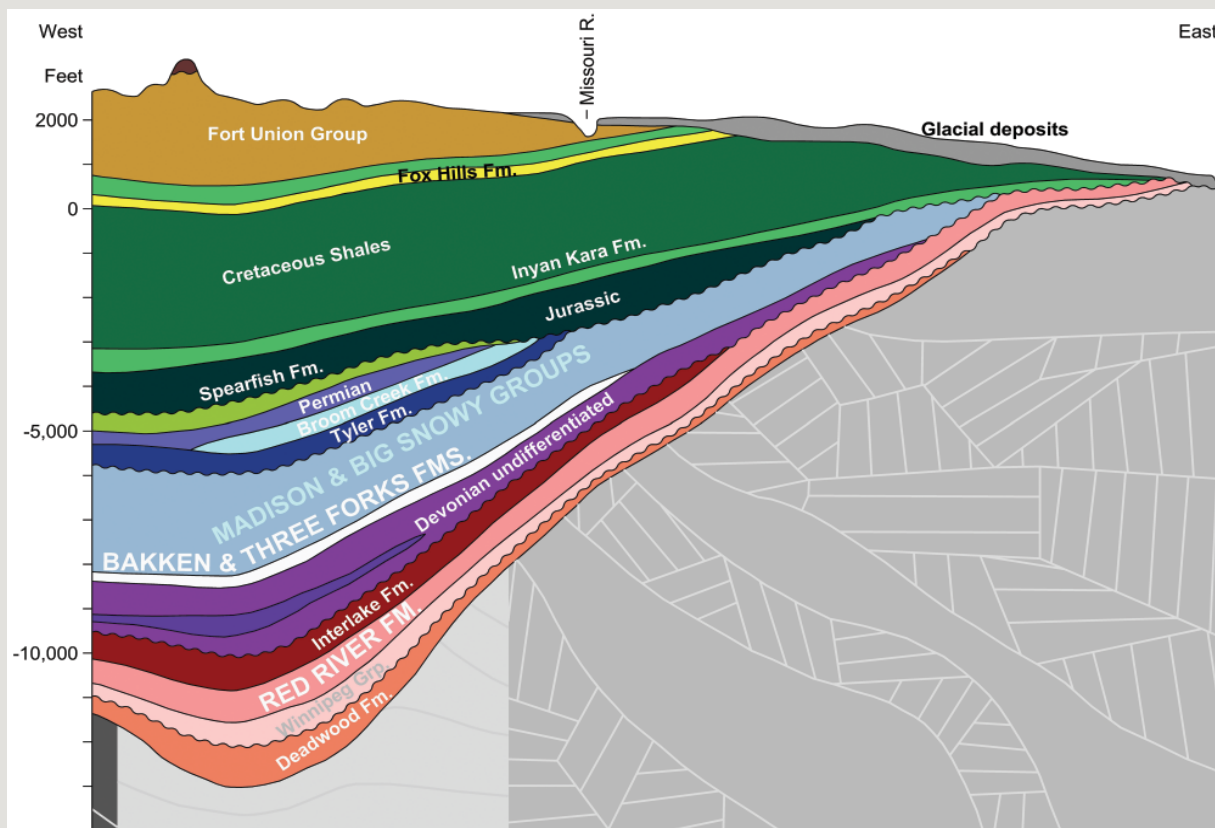 West
East
Feet
– Missouri R.
2000
Fort Union Group
Glacial deposits
Fox Hills Fm.
0
Cretaceous Shales
Inyan Kara Fm.
Jurassic
Spearfish Fm.
Permian
Broom Creek Fm.
Tyler Fm.
-5,000
MADISON & BIG SNOWY GROUPS
BAKKEN & THREE FORKS FMS.
Devonian undifferentiated
Interlake Fm.
-10,000
RED RIVER FM.
Winnipeg Grp.
Deadwood Fm.